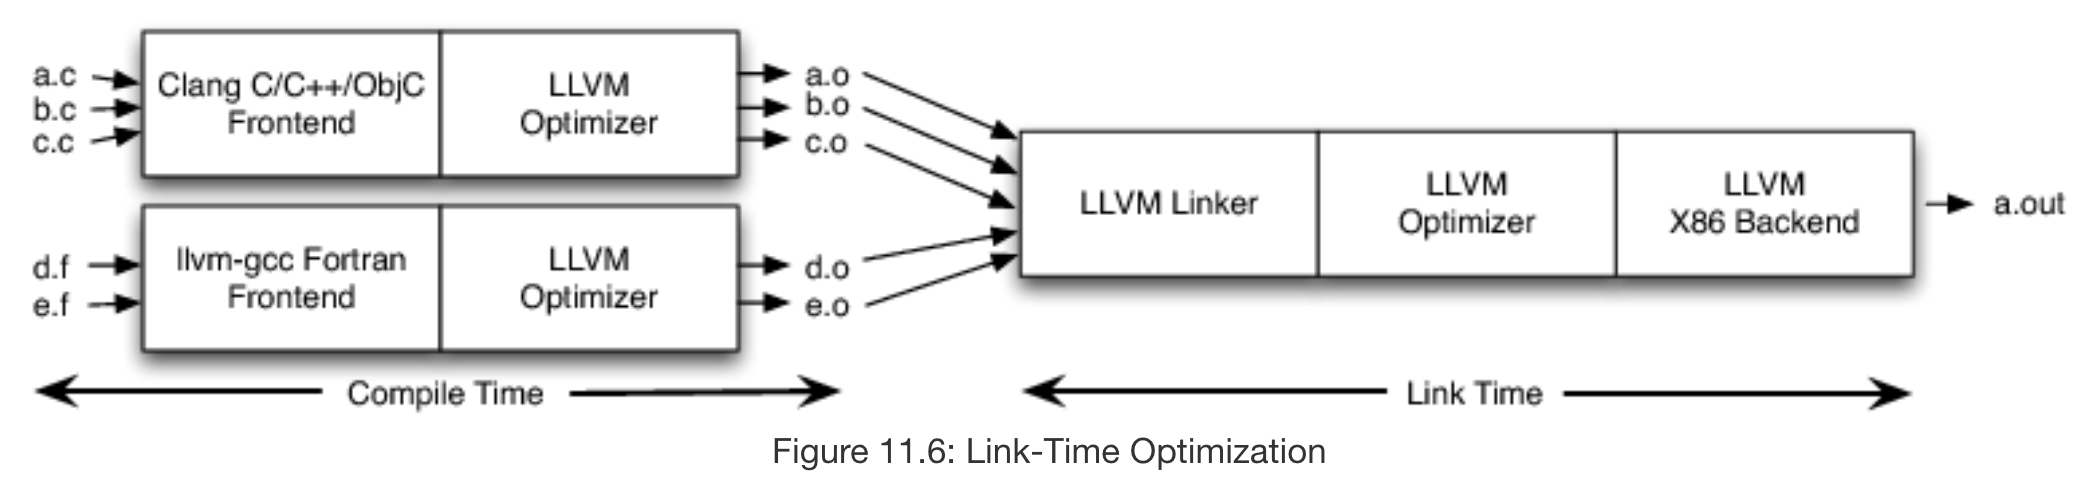 a.c
b.c
c.c
Clang C/C++/ObjC
Frontend
LLVM
Optimizer
a.o
b.o
c.o
d.f
e.f
llvm-gcc Fortran
Frontend
LLVM
Optimizer
d.o
e.o
LLVM Linker
LLVM
Optimizer
LLVM
X86 Backend
a.out
Compile Time
Link Time
Figure 11.6: Link-Time Optimization